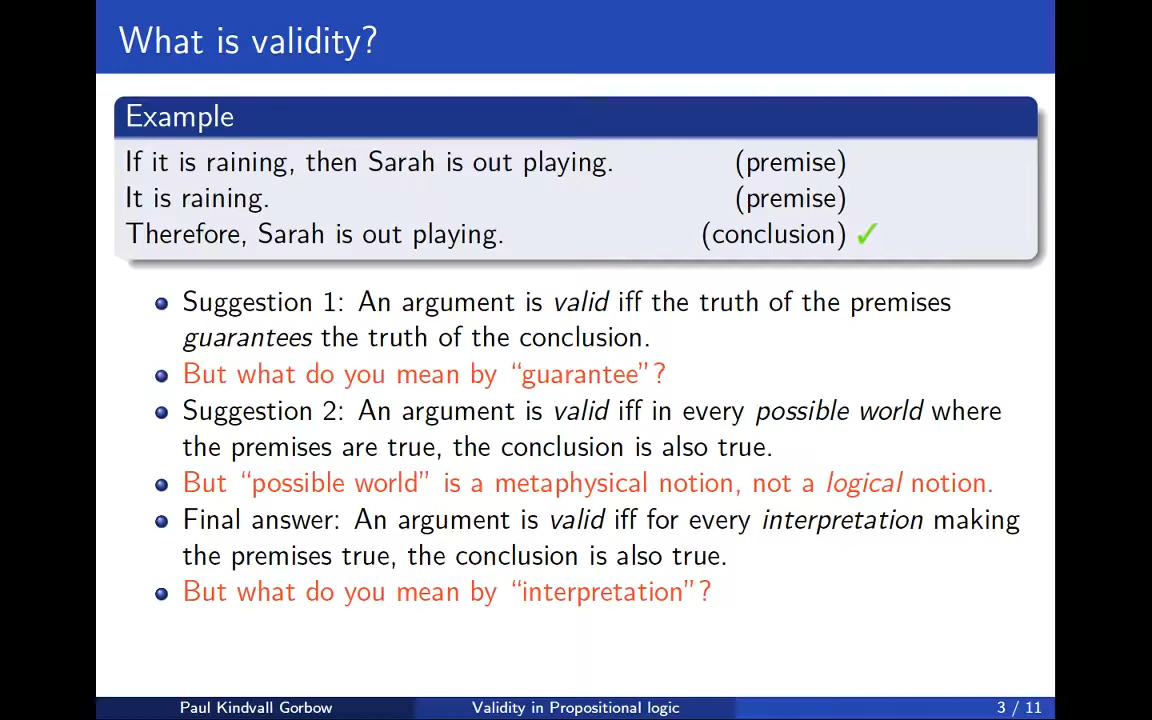 What is validity?
Example
If it is raining, then Sarah is out playing. (premise)
It is raining. (premise)
Therefore, Sarah is out playing. (conclusion) ✓
Suggestion 1: An argument is valid iff the truth of the premises
guarantees the truth of the conclusion.
But what do you mean by “guarantee”?
Suggestion 2: An argument is valid iff in every possible world where
the premises are true, the conclusion is also true.
But “possible world” is a metaphysical notion, not a logical notion.
Final answer: An argument is valid iff for every interpretation making
the premises true, the conclusion is also true.
But what do you mean by “interpretation”?
Paul Kindvall Gorbow Validity in Propositional logic 3 / 11